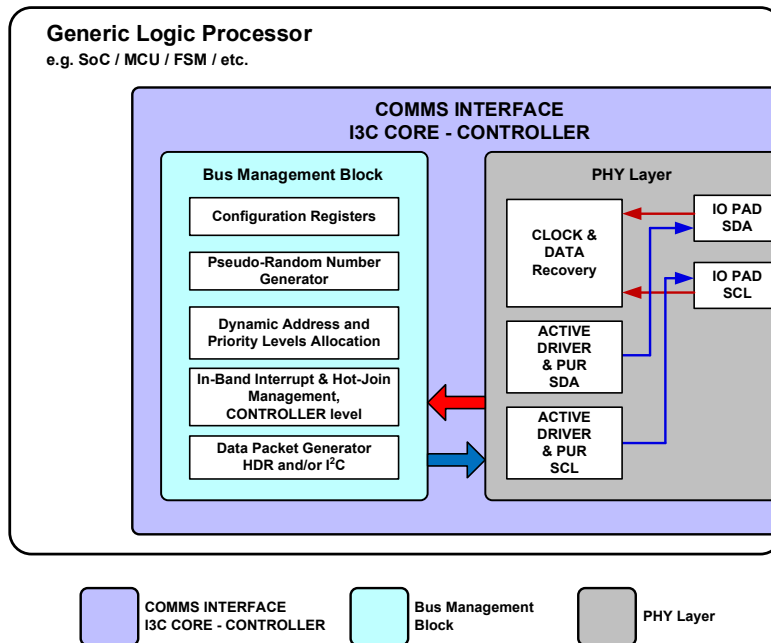 Generic Logic Processor
e.g. SoC / MCU / FSM / etc.
COMMS INTERFACE
I3C CORE - CONTROLLER
Bus Management Block
Configuration Registers
Pseudo-Random Number
Generator
Dynamic Address and
Priority Levels Allocation
In-Band Interrupt & Hot-Join
Management,
CONTROLLER level
Data Packet Generator
HDR and/or I²C
PHY Layer
CLOCK &
DATA
Recovery
ACTIVE
DRIVER
& PUR
SDA
ACTIVE
DRIVER
& PUR
SCL
IO PAD
SDA
IO PAD
SCL
COMMS INTERFACE
I3C CORE - CONTROLLER
Bus Management
Block
PHY Layer